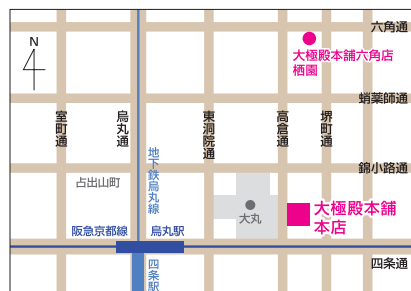 六角通
N
大極殿本舗六角店
栖園
蛸薬師通
室町通
烏丸通
東洞院通
高倉通
堺町通
地下鉄烏丸線
錦小路通
占出山町
大丸
大極殿本舗
本店
阪急京都線
烏丸駅
四条通
四条駅